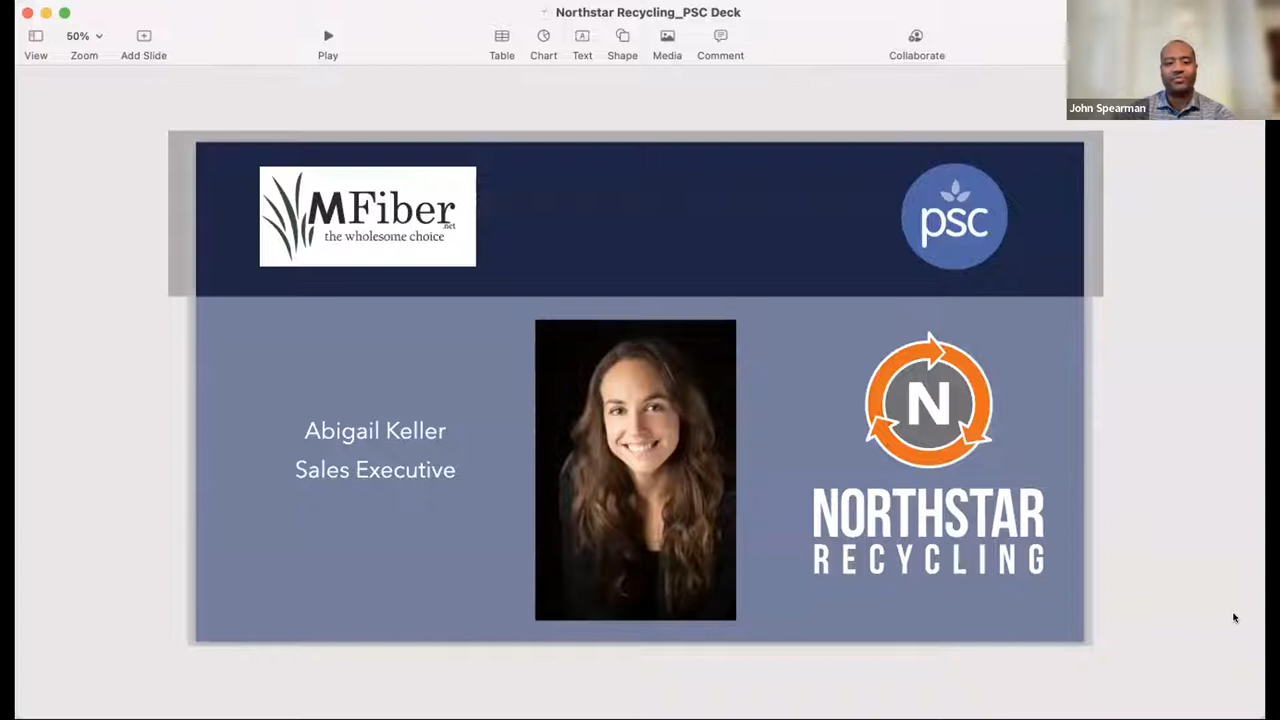 Northstar Recycling_PSC Deck
50%
View
Zoom
Add Slide
Play
Table
Chart
Text
Shape
Media
Comment
Collaborate
John Spearman
MFiber
.net
the wholesome choice
psc
Abigail Keller
Sales Executive
N
NORTHSTAR
RECYCLING